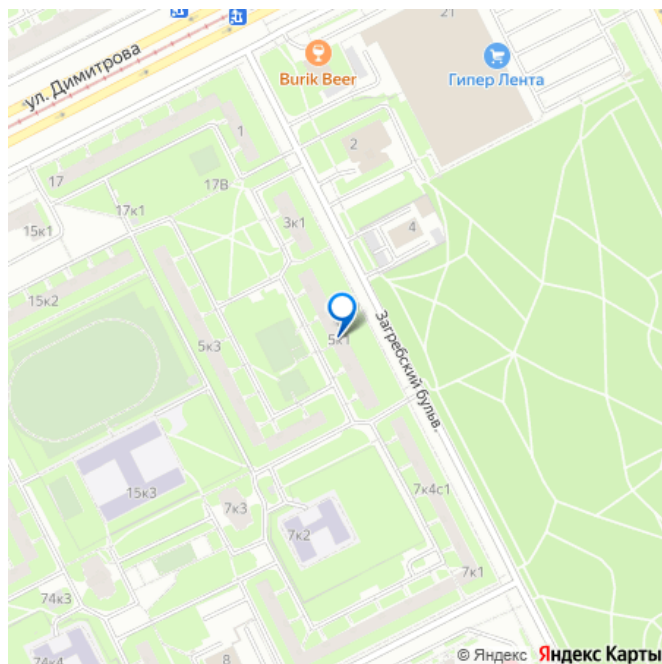 21
ул. Димитрова
Burik Beer
Гипер Лента
1
2
17
17В
17к1
3к1
4
15к1
15к2
5к3
5к1
Загребский бульв.
15к3
7к4с1
7к3
7к2
7к1
74к3
74к4
8
© Яндекс Яндекс Карты